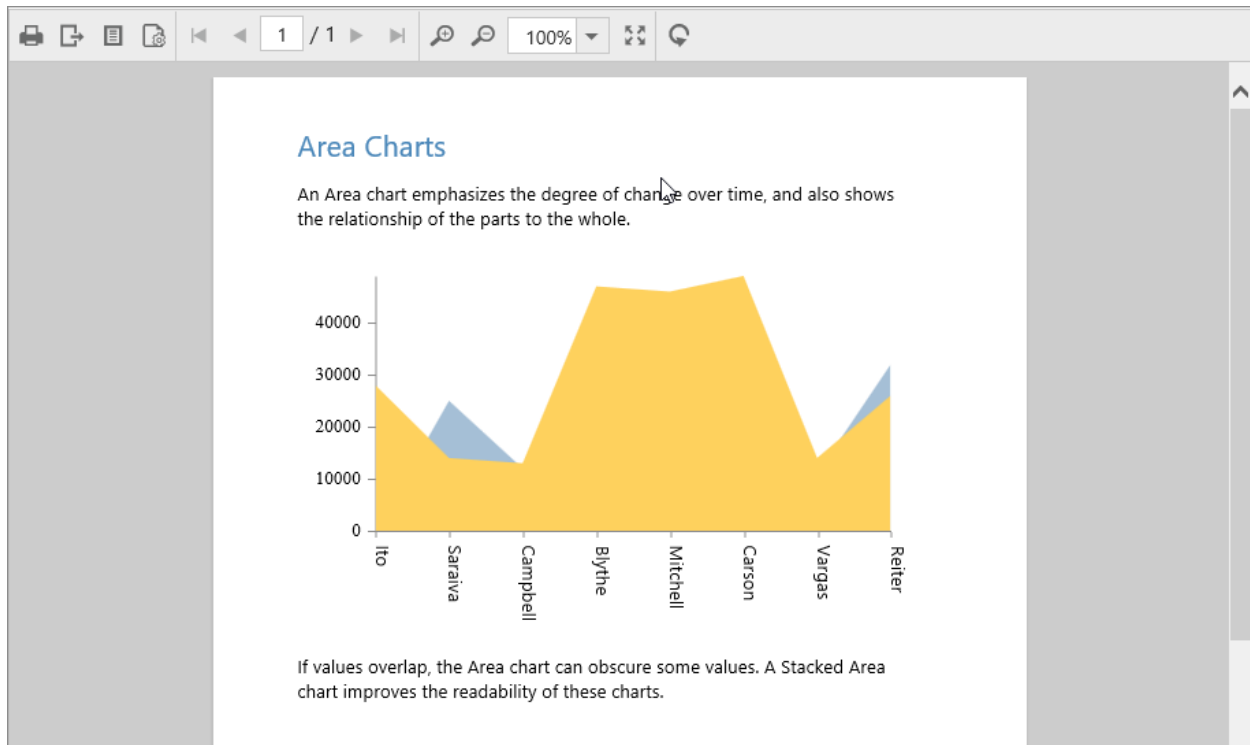 1 / 1 100%
Area Charts
An Area chart emphasizes the degree of change over time, and also shows
the relationship of the parts to the whole.
40000
30000
20000
10000
0
Ito
Saraiva
Campbell
Blythe
Mitchell
Carson
Vargas
Reiter
If values overlap, the Area chart can obscure some values. A Stacked Area
chart improves the readability of these charts.